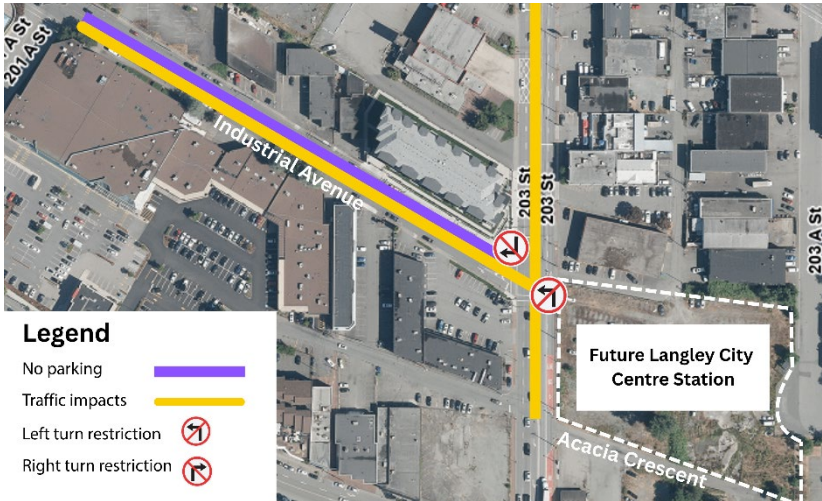 201 A St
Industrial Avenue
203 St
203 St
203 A St
Future Langley City
Centre Station
Acacia Crescent
Legend
No parking
Traffic impacts
Left turn restriction
Right turn restriction